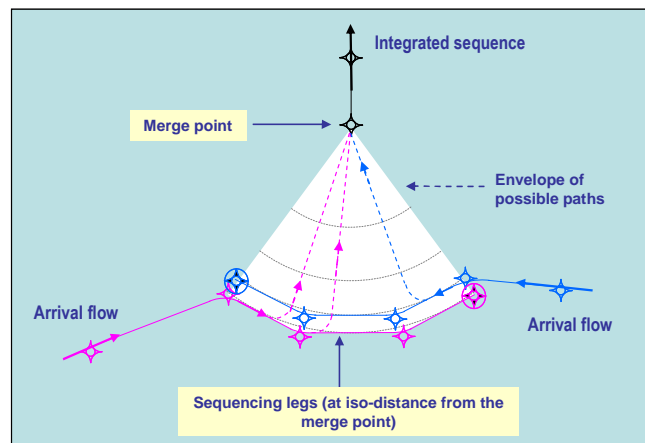 Integrated sequence
Merge point
Envelope of
possible paths
Arrival flow
Arrival flow
Sequencing legs (at iso-distance from the
merge point)